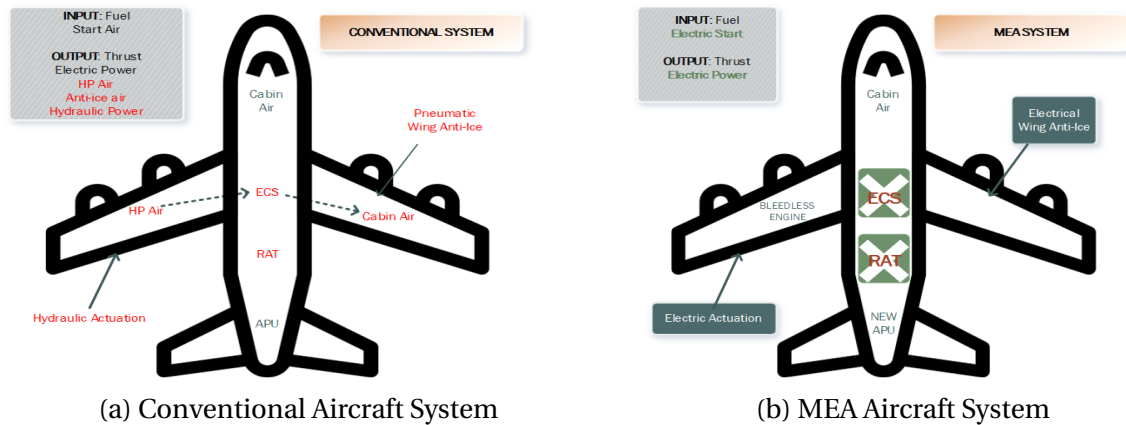 INPUT: Fuel
Start Air
OUTPUT: Thrust
Electric Power
HP Air
Anti-ice air
Hydraulic Power
CONVENTIONAL SYSTEM
Cabin
Air
Pneumatic
Wing Anti-Ice
HP Air
ECS
Cabin Air
RAT
Hydraulic Actuation
APU
(a) Conventional Aircraft System
INPUT: Fuel
Electric Start
OUTPUT: Thrust
Electric Power
MEA SYSTEM
Cabin
Air
Electrical
Wing Anti-Ice
ECS
BLEEDLESS
ENGINE
RAT
Electric Actuation
NEW
APU
(b) MEA Aircraft System